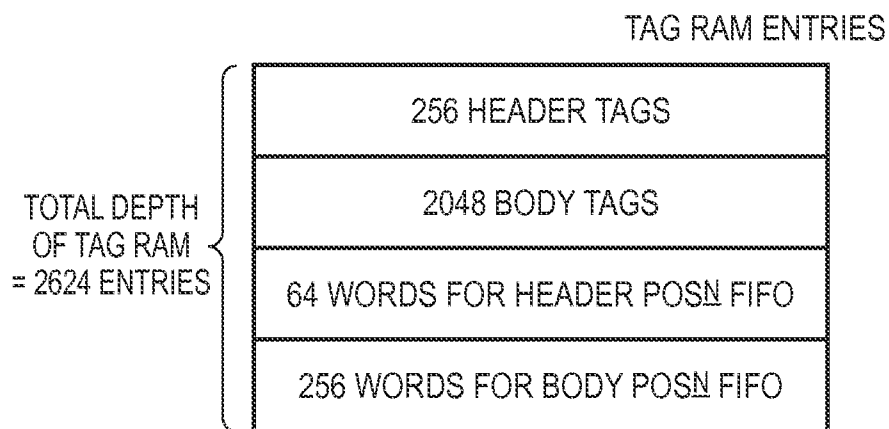 TAG RAM ENTRIES
256 HEADER TAGS
2048 BODY TAGS
TOTAL DEPTH
OF TAG RAM
= 2624 ENTRIES
64 WORDS FOR HEADER POSN FIFO
256 WORDS FOR BODY POSN FIFO